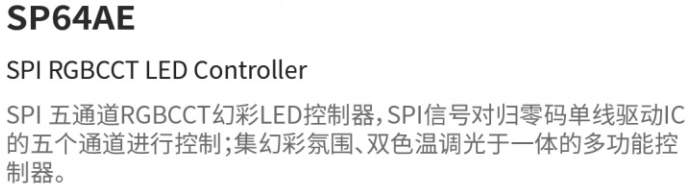 SP64AE
SPI RGBCCT LED Controller
SPI 五通道RGBCCT幻彩LED控制器，SPI信号对归零码单线驱动IC
的五个通道进行控制；集幻彩氛围、双色温调光于一体的多功能控
制器。